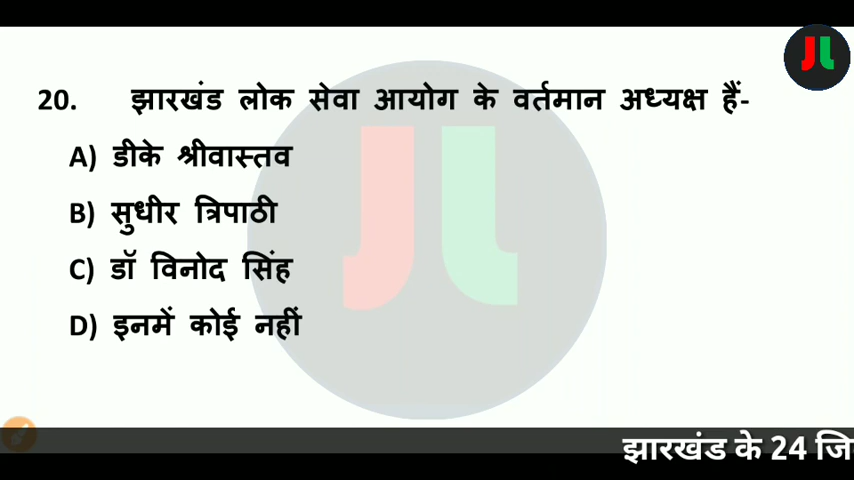 20. झारखंड लोक सेवा आयोग के वर्तमान अध्यक्ष हैं-
A) डीके श्रीवास्तव
B) सुधीर त्रिपाठी
C) डॉ विनोद सिंह
D) इनमें कोई नहीं
झारखंड के 24 जि